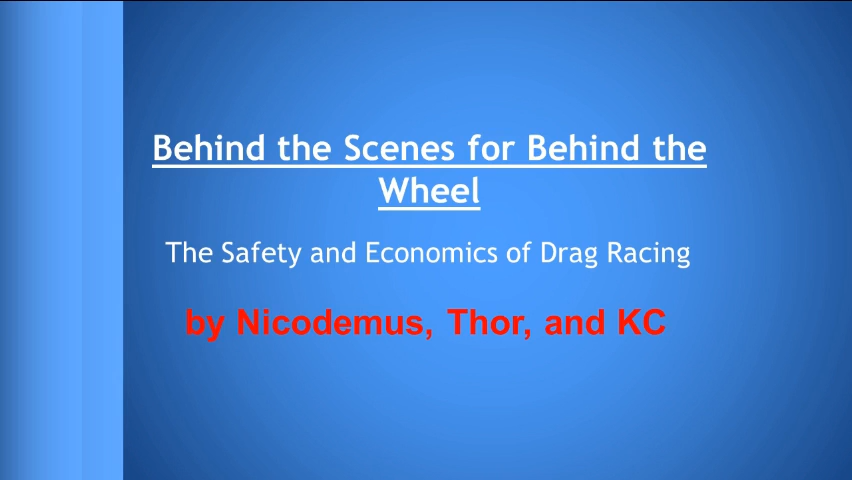 Behind the Scenes for Behind the
Wheel
The Safety and Economics of Drag Racing
by Nicodemus, Thor, and KC